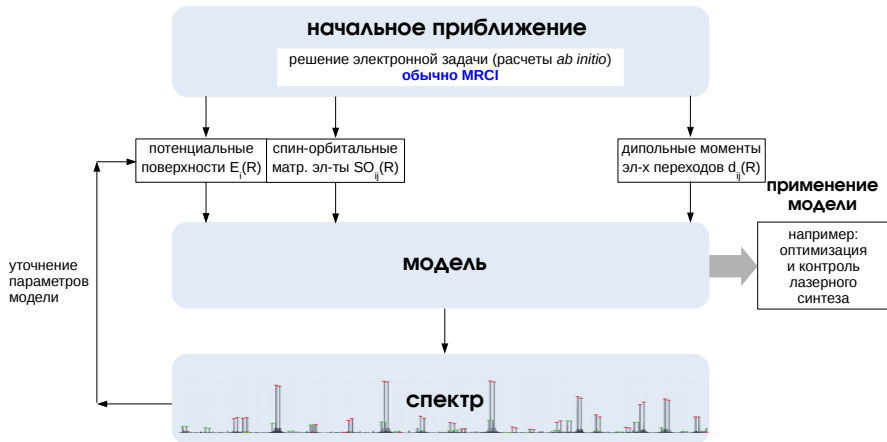 начальное приближение
решение электронной задачи (расчеты ab initio)
обычно MRCI
потенциальные
поверхности E_i(R)
спин-орбитальные
матр. эл-ты SO_ij(R)
дипольные моменты
эл-х переходов d_ij(R)
применение
модели
например:
оптимизация
и контроль
лазерного
синтеза
модель
уточнение
параметров
модели
спектр